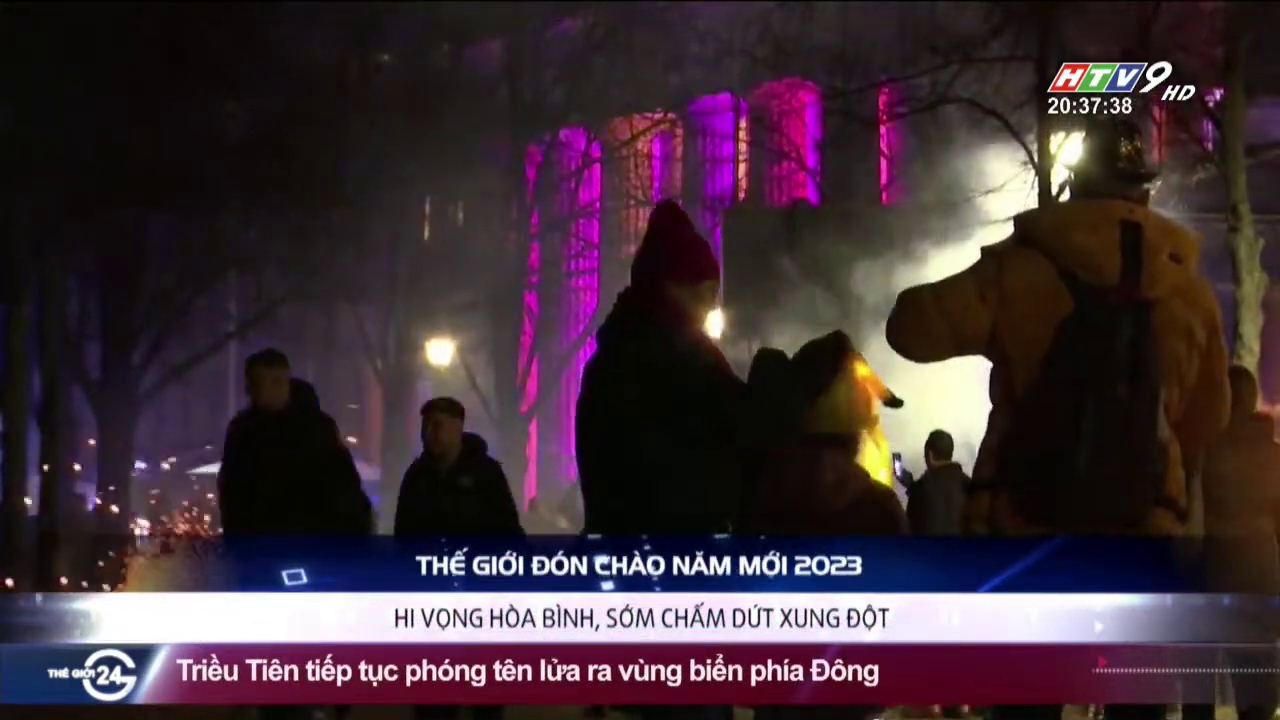 HTV9 HD
20:37:38
THẾ GIỚI ĐÓN CHÀO NĂM MỚI 2023
HI VỌNG HÒA BÌNH, SỚM CHẤM DỨT XUNG ĐỘT
THẾ GIỚI 24G
Triều Tiên tiếp tục phóng tên lửa ra vùng biển phía Đông